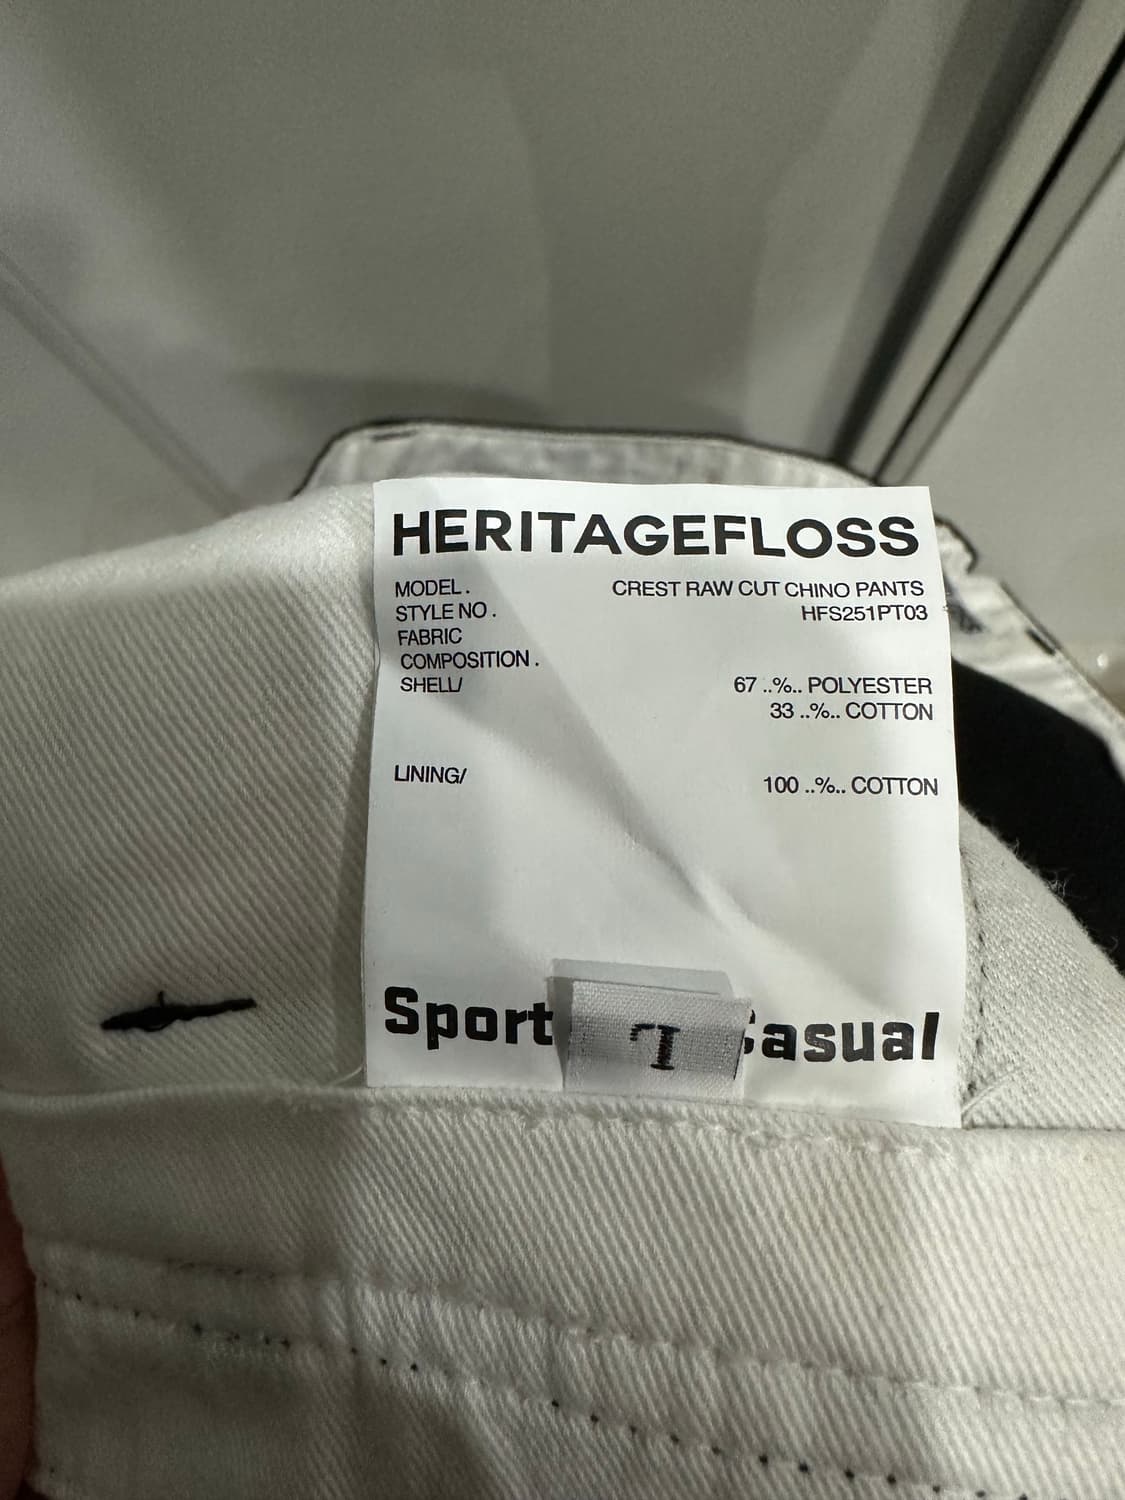 HERITAGEFLOSS
MODEL. CREST RAW CUT CHINO PANTS
STYLE NO. HFS251PT03
FABRIC
COMPOSITION.
SHELL/ 67 ..%.. POLYESTER
33 ..%.. COTTON
LINING/ 100 ..%.. COTTON
Sport asual
L